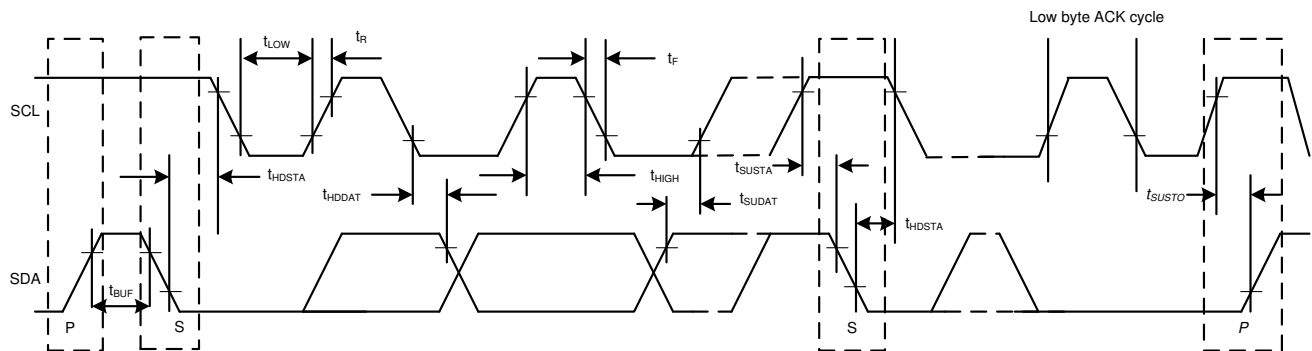 Low byte ACK cycle
tLOW
tR
tF
SCL
tHDSTA
tHDDAT
tHIGH
tSUDAT
tSUSTA
tSUSTO
tHDSTA
SDA
tBUF
P
S
S
P